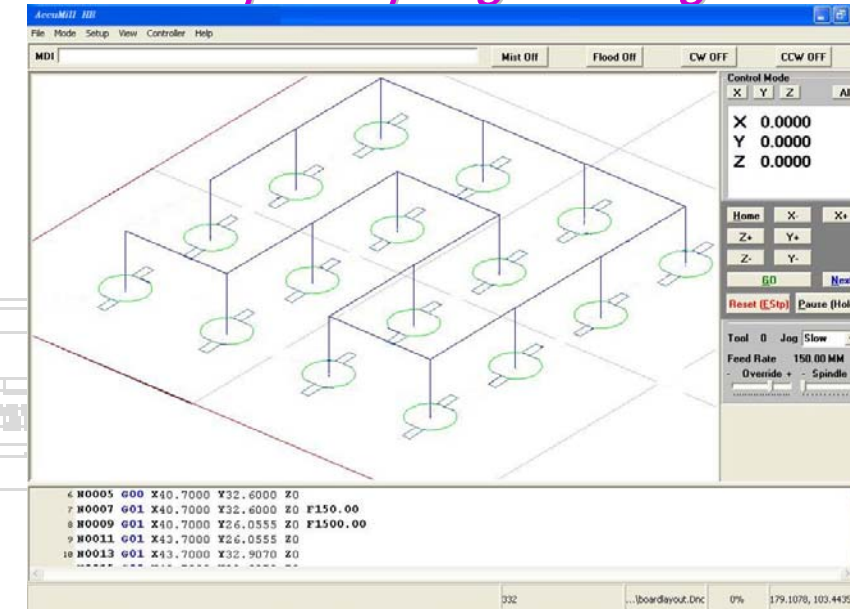 AccuMill HB
File Mode Setup View Controller Help
MDI Mist Off Flood Off CW OFF CCW OFF
Control Mode
X Y Z
X 0.0000
Y 0.0000
Z 0.0000
Home X- X+
Z+ Y+
Z- Y-
GO
Reset (EStp) Pause
Tool 0 Jog Slow
Feed Rate 150.00 MM
- Override + - Spindle
6 N0005 G00 X40.7000 Y32.6000 Z0
7 N0007 G01 X40.7000 Y32.6000 Z0 F150.00
8 N0009 G01 X40.7000 Y26.0555 Z0 F1500.00
9 N0011 G01 X43.7000 Y26.0555 Z0
10 N0013 G01 X43.7000 Y32.9070 Z0
332 ...\boardlayout.Dnc 0% 179.1078, 103.4435